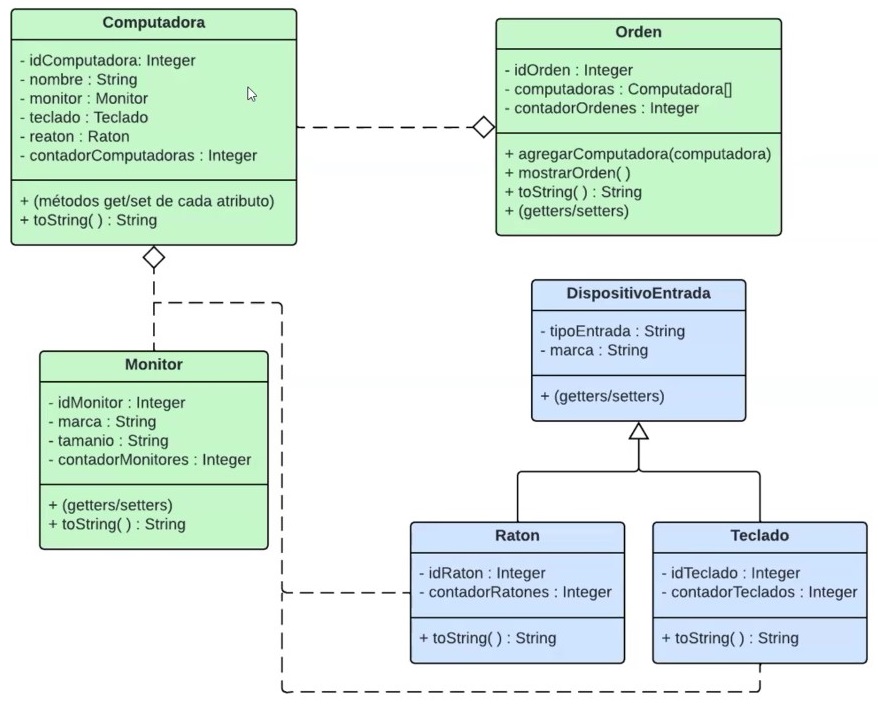 Computadora
- idComputadora: Integer
- nombre : String
- monitor : Monitor
- teclado : Teclado
- reaton : Raton
- contadorComputadoras : Integer
+ (métodos get/set de cada atributo)
+ toString( ) : String
Orden
- idOrden : Integer
- computadoras : Computadora[]
- contadorOrdenes : Integer
+ agregarComputadora(computadora)
+ mostrarOrden( )
+ toString( ) : String
+ (getters/setters)
DispositivoEntrada
- tipoEntrada : String
- marca : String
+ (getters/setters)
Monitor
- idMonitor : Integer
- marca : String
- tamanio : String
- contadorMonitores : Integer
+ (getters/setters)
+ toString( ) : String
Raton
- idRaton : Integer
- contadorRatones : Integer
+ toString( ) : String
Teclado
- idTeclado : Integer
- contadorTeclados : Integer
+ toString( ) : String